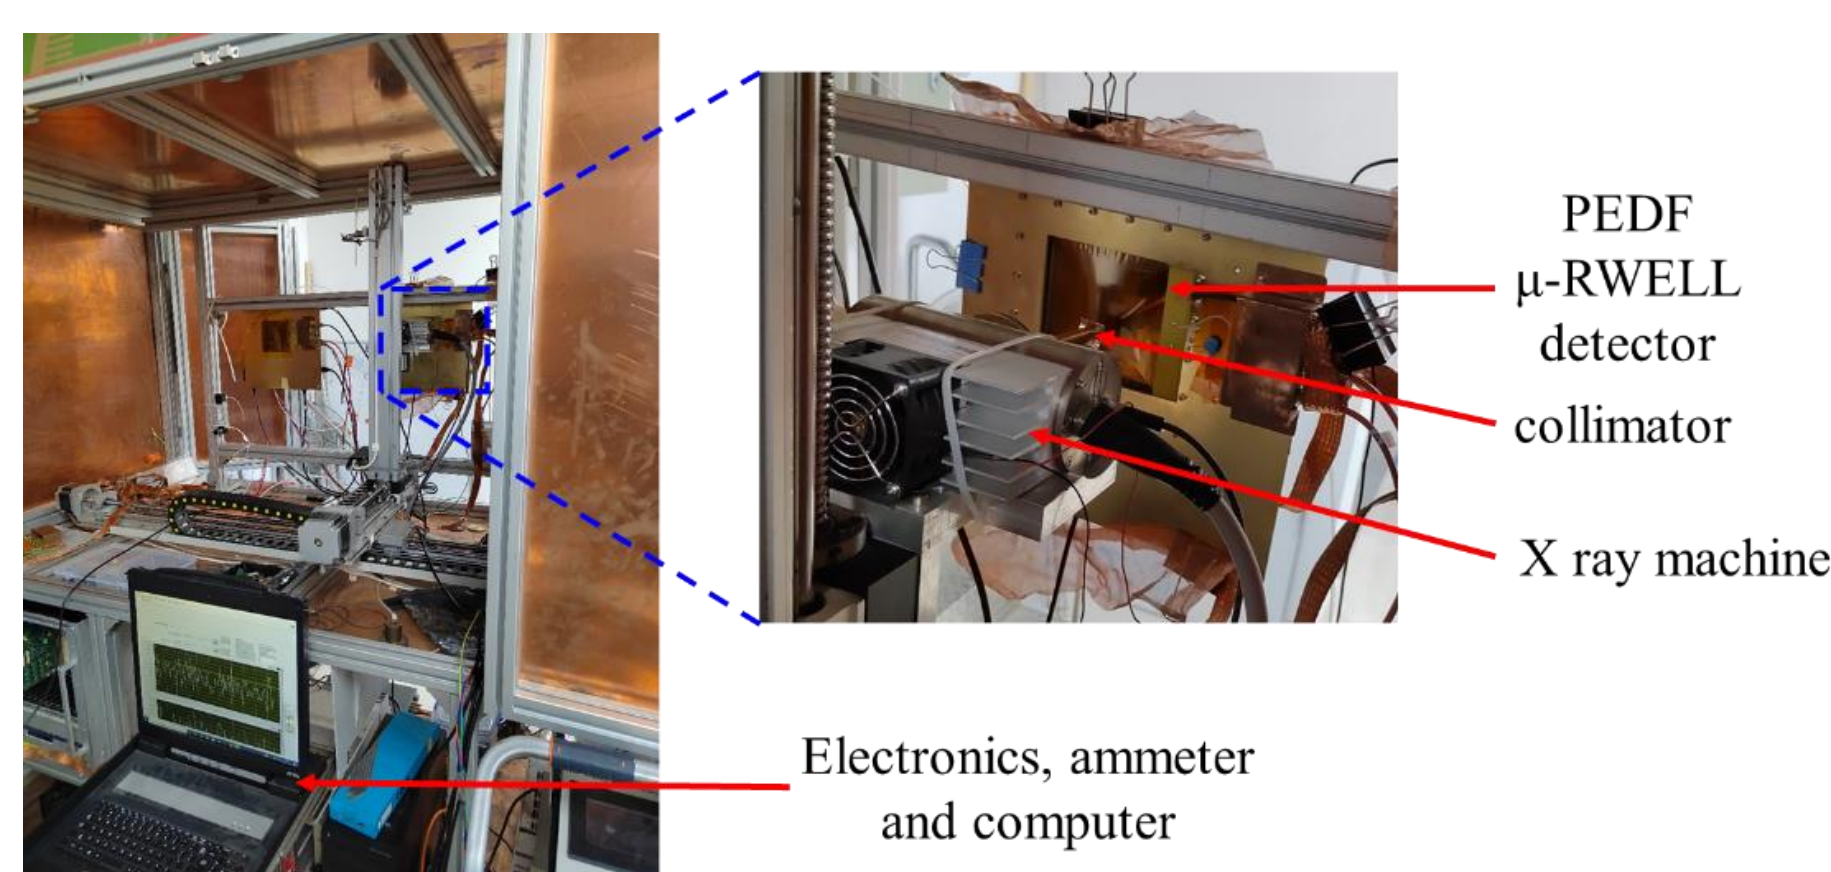 PEDF
μ-RWELL
detector
collimator
X ray machine
Electronics, ammeter
and computer